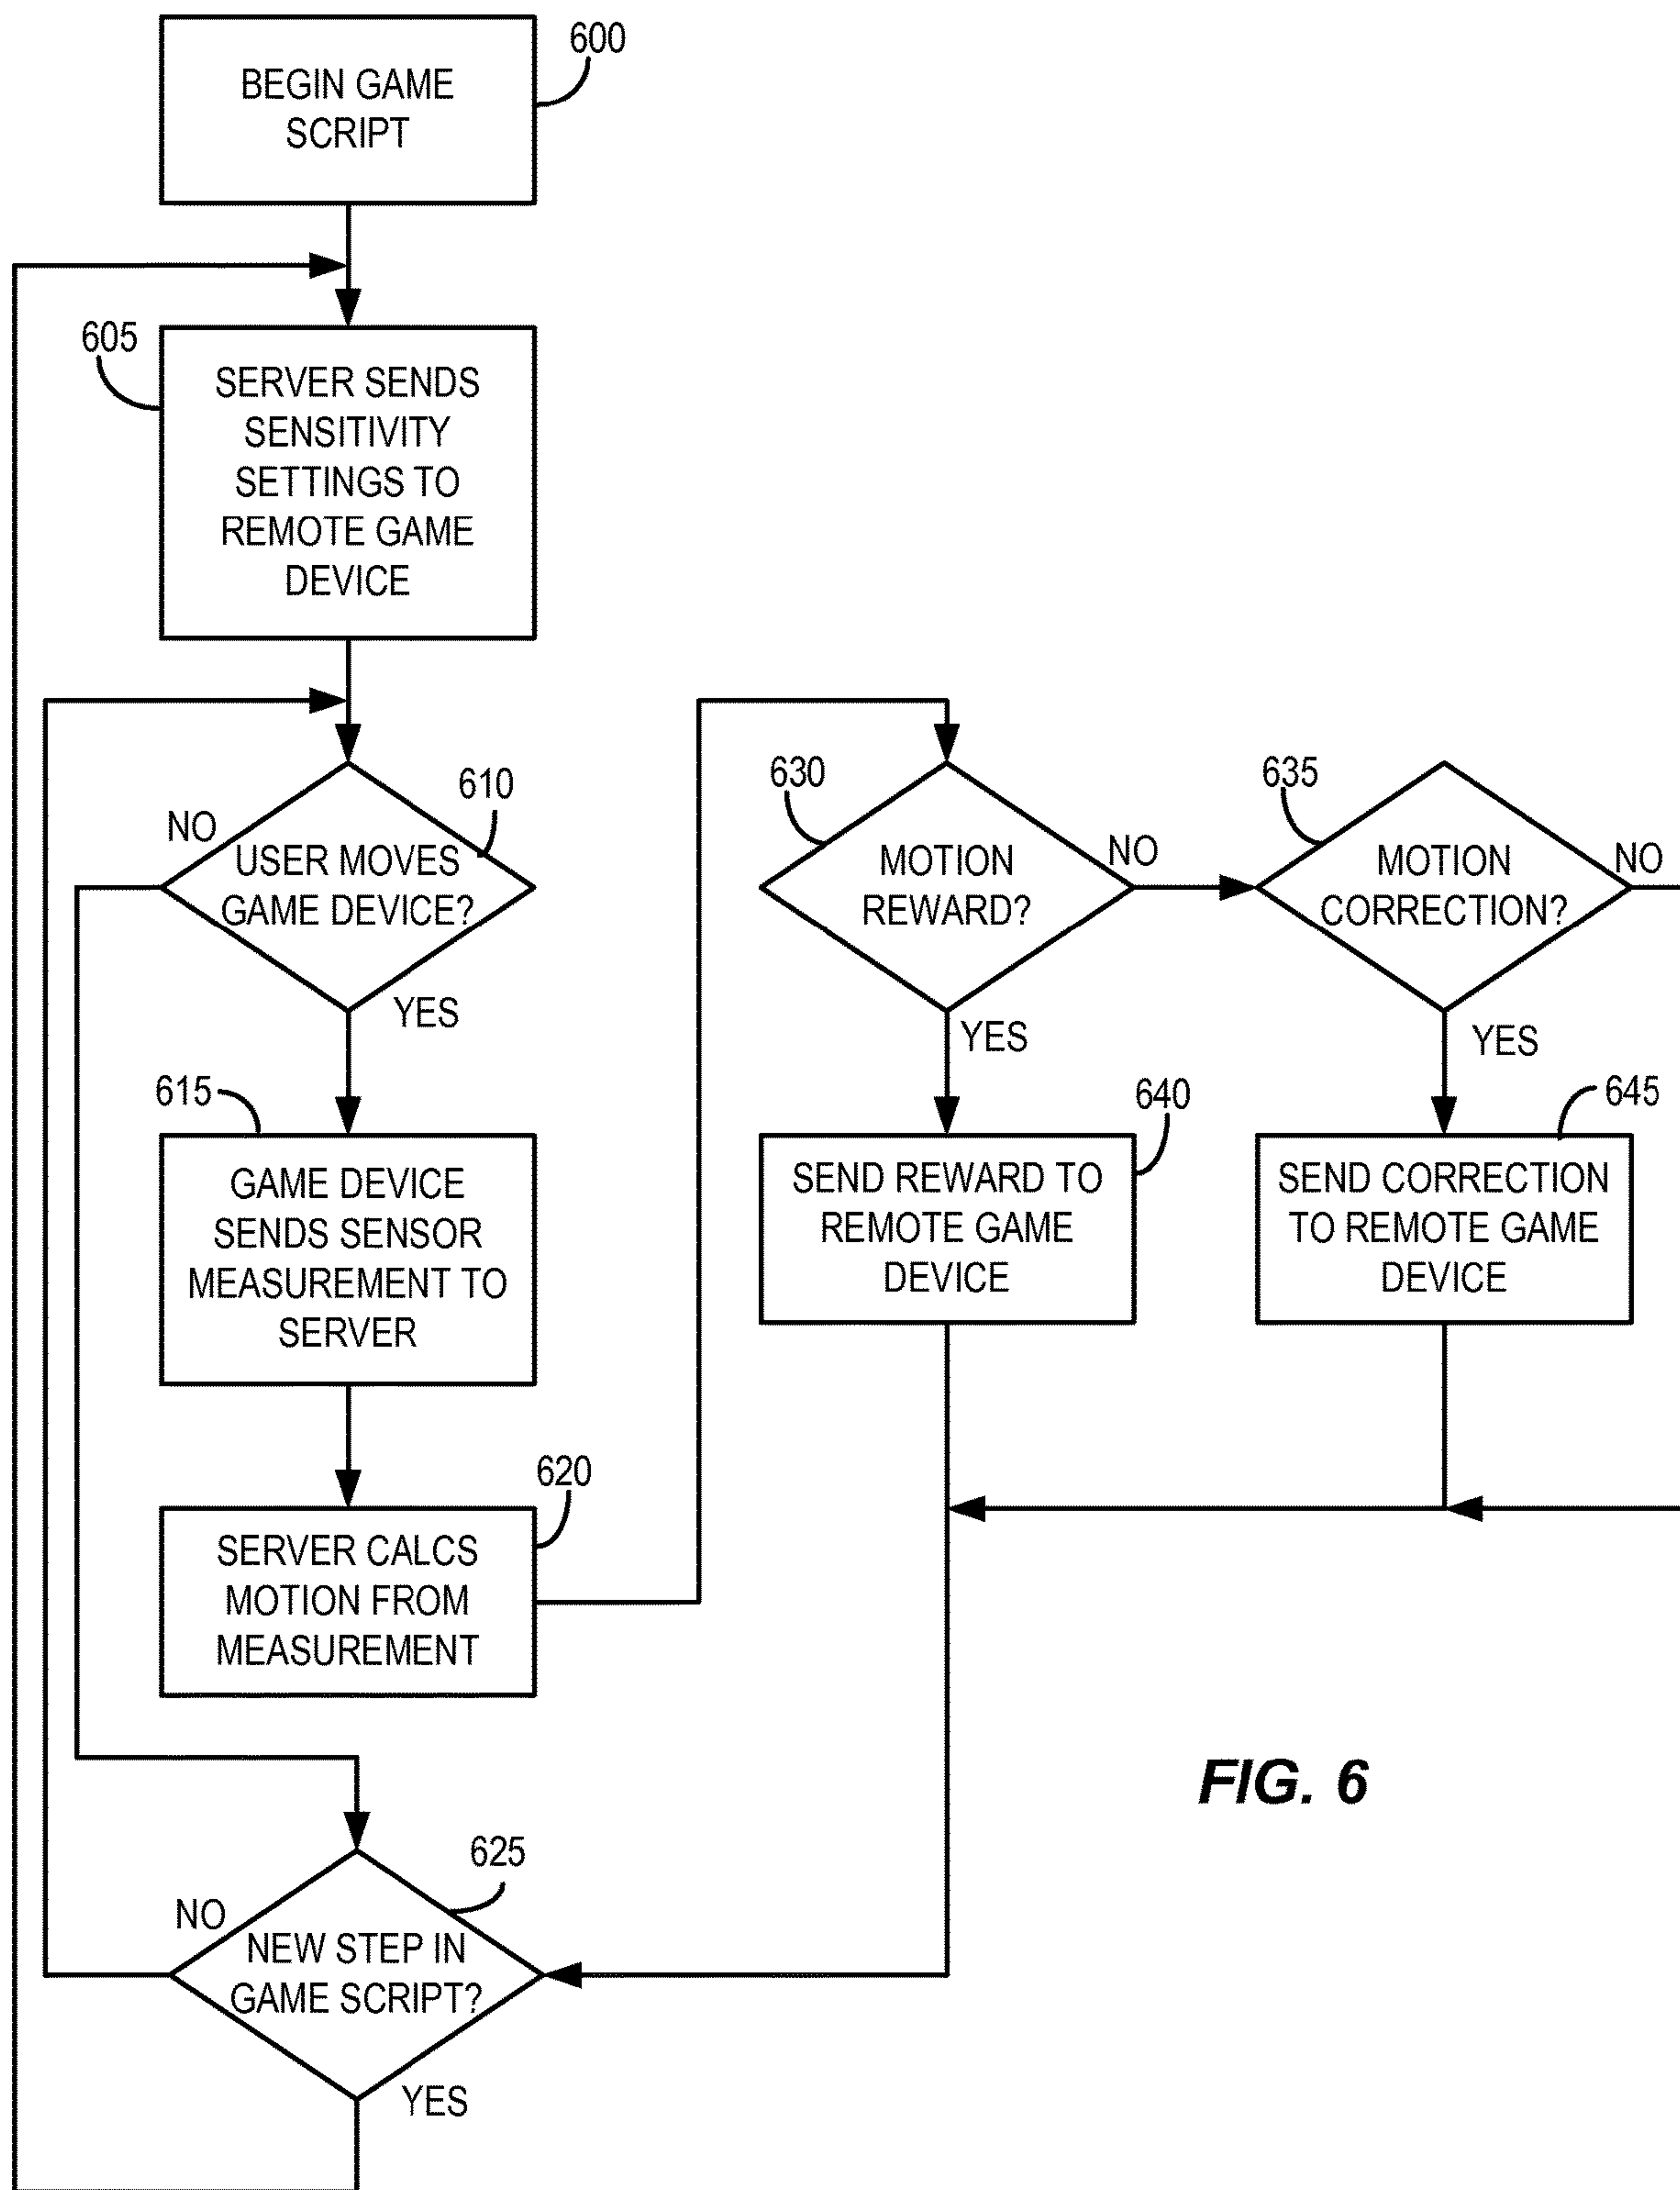 600
BEGIN GAME
SCRIPT
605
SERVER SENDS
SENSITIVITY
SETTINGS TO
REMOTE GAME
DEVICE
610
NO
USER MOVES
GAME DEVICE?
YES
615
GAME DEVICE
SENDS SENSOR
MEASUREMENT TO
SERVER
620
SERVER CALCS
MOTION FROM
MEASUREMENT
630
MOTION
REWARD?
NO
YES
635
MOTION
CORRECTION?
NO
YES
640
SEND REWARD TO
REMOTE GAME
DEVICE
645
SEND CORRECTION
TO REMOTE GAME
DEVICE
625
NO
NEW STEP IN
GAME SCRIPT?
YES
FIG. 6